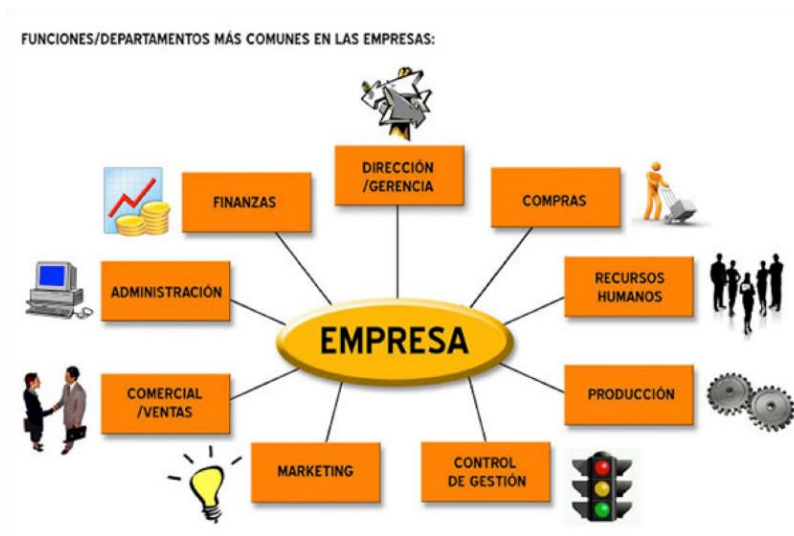 FUNCIONES/DEPARTAMENTOS MÁS COMUNES EN LAS EMPRESAS:
DIRECCIÓN
/GERENCIA
FINANZAS
COMPRAS
ADMINISTRACIÓN
RECURSOS
HUMANOS
EMPRESA
COMERCIAL
/VENTAS
PRODUCCIÓN
MARKETING
CONTROL
DE GESTIÓN